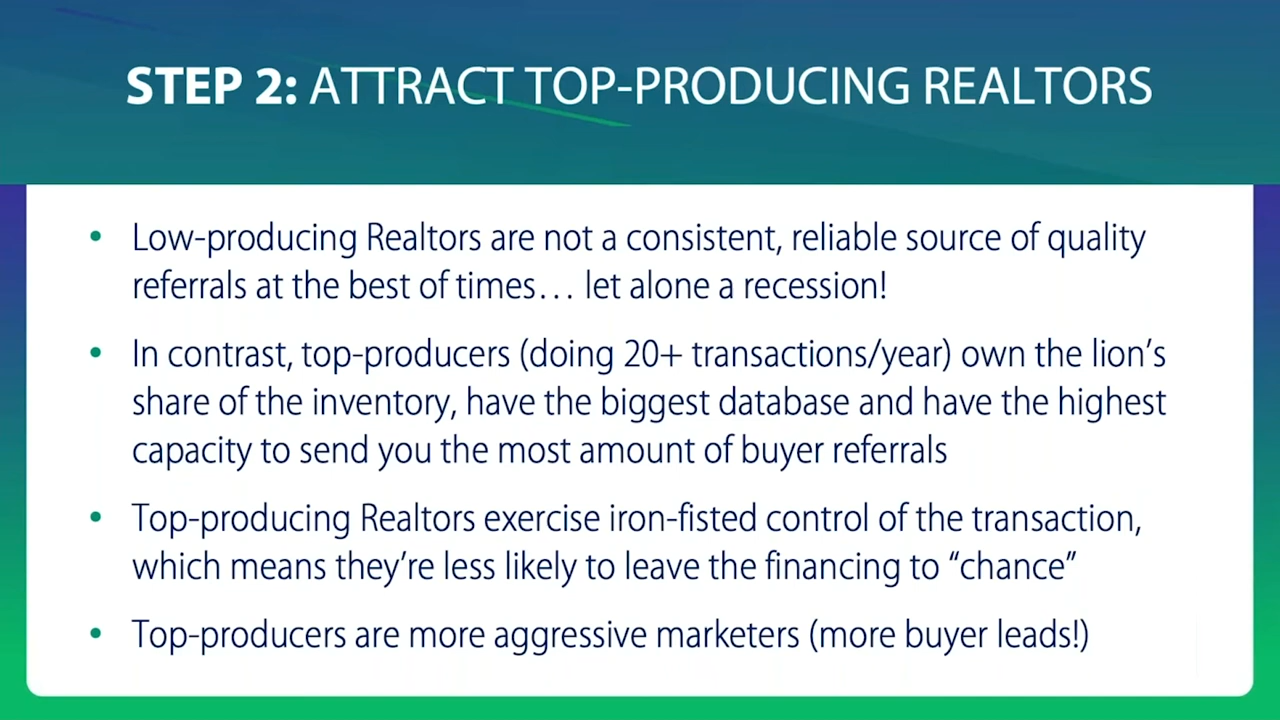 STEP 2: ATTRACT TOP-PRODUCING REALTORS
• Low-producing Realtors are not a consistent, reliable source of quality
referrals at the best of times… let alone a recession!
• In contrast, top-producers (doing 20+ transactions/year) own the lion’s
share of the inventory, have the biggest database and have the highest
capacity to send you the most amount of buyer referrals
• Top-producing Realtors exercise iron-fisted control of the transaction,
which means they’re less likely to leave the financing to “chance”
• Top-producers are more aggressive marketers (more buyer leads!)